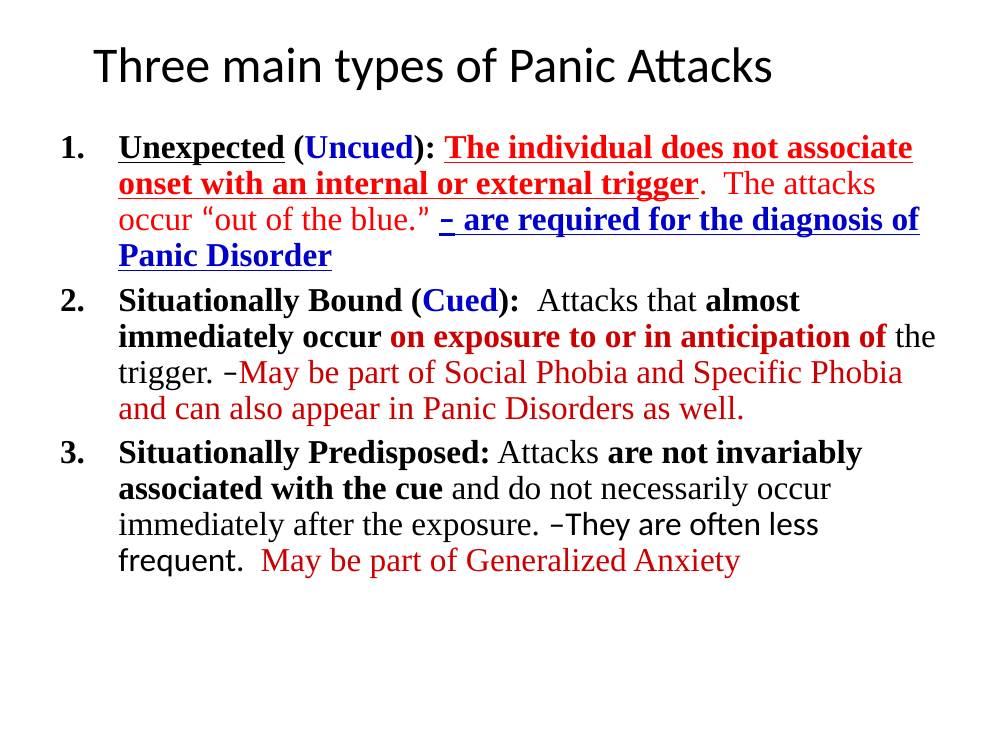 Three main types of Panic Attacks
1. Unexpected (Uncued): The individual does not associate
onset with an internal or external trigger. The attacks
occur “out of the blue.” – are required for the diagnosis of
Panic Disorder
2. Situationally Bound (Cued): Attacks that almost
immediately occur on exposure to or in anticipation of the
trigger. –May be part of Social Phobia and Specific Phobia
and can also appear in Panic Disorders as well.
3. Situationally Predisposed: Attacks are not invariably
associated with the cue and do not necessarily occur
immediately after the exposure. –They are often less
frequent. May be part of Generalized Anxiety